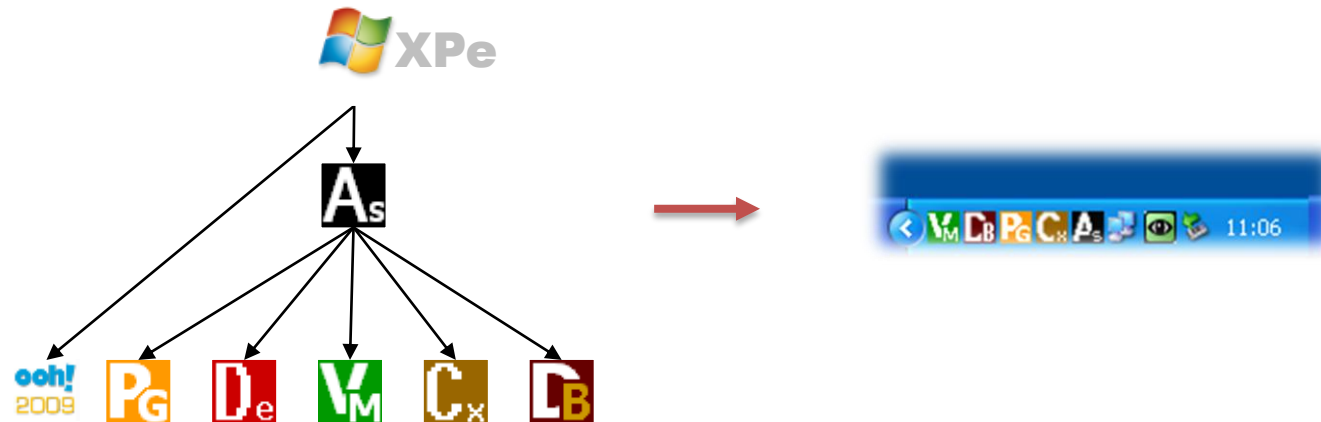 XPe
As
ooh!
2009
PG
De
VM
Cx
DB
VM DB PG Cx As 11:06